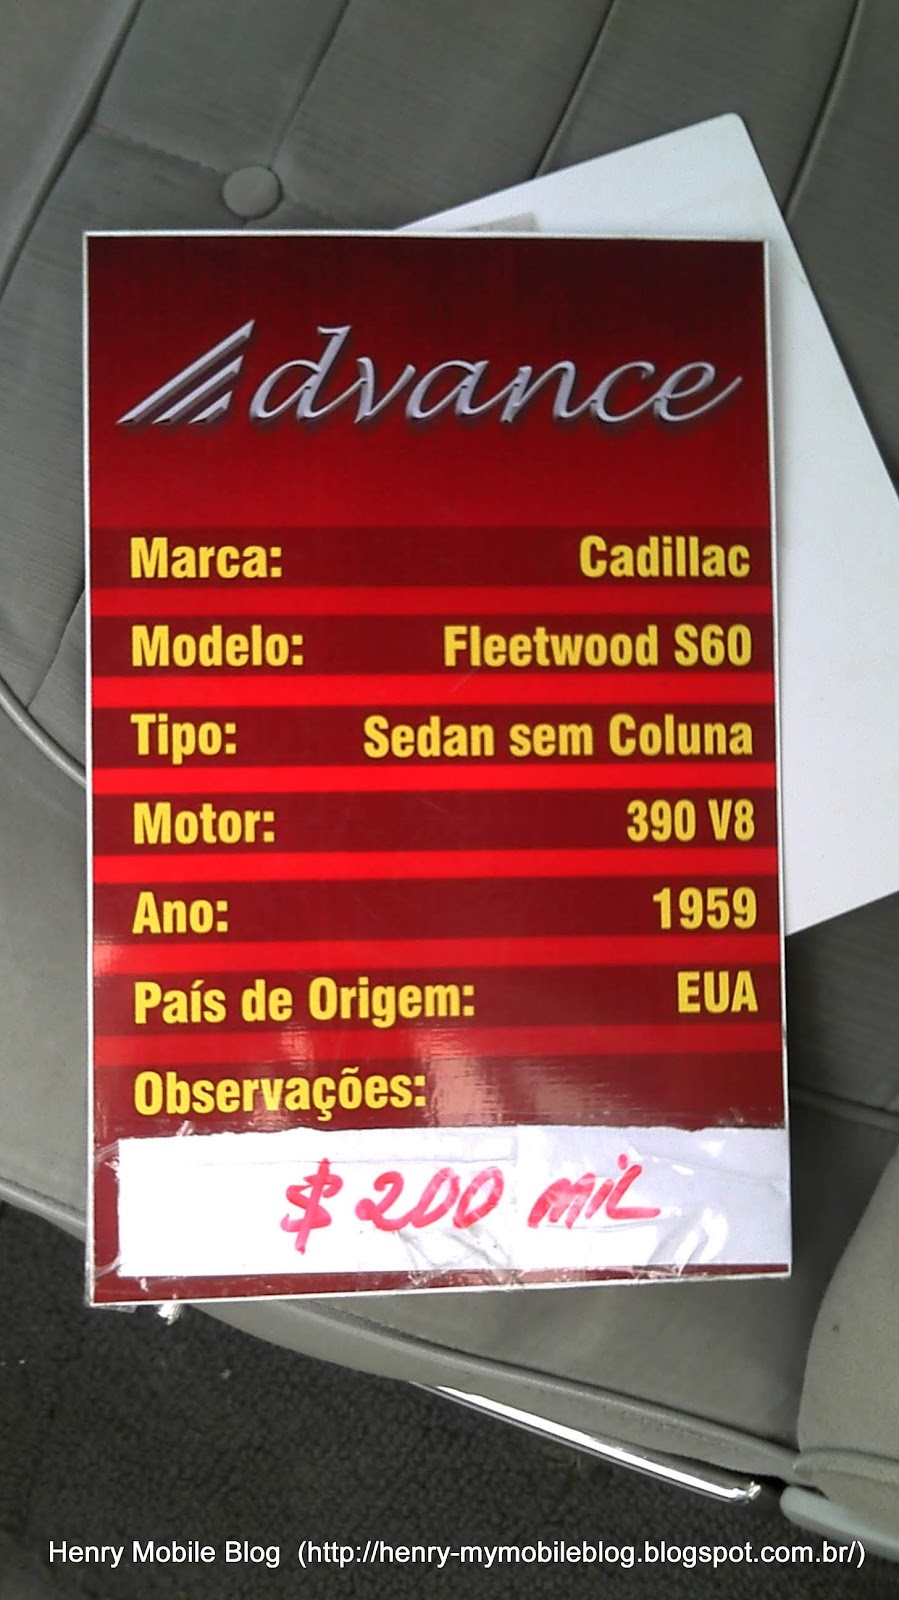 Advance
Marca: Cadillac
Modelo: Fleetwood S60
Tipo: Sedan sem Coluna
Motor: 390 V8
Ano: 1959
País de Origem: EUA
Observações:
$ 200 MIL
Henry Mobile Blog (http://henry-mymobileblog.blogspot.com.br/)